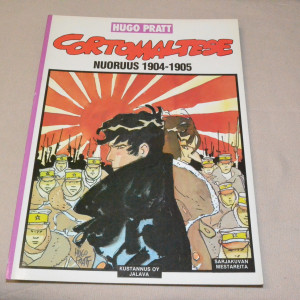 HUGO PRATT
CORTO MALTESE
NUORUUS 1904-1905
KUSTANNUS OY
JALAVA
SARJAKUVAN
MESTAREITA